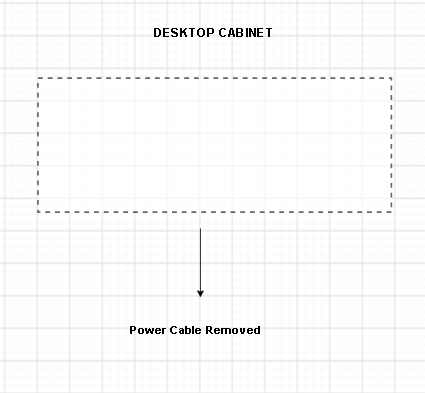 DESKTOP CABINET
Power Cable Removed